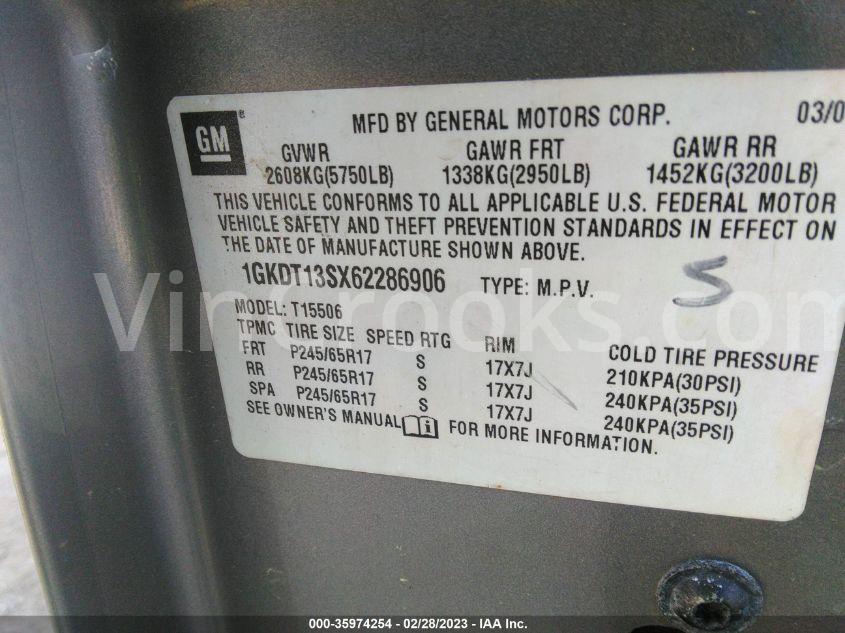 GM
MFD BY GENERAL MOTORS CORP. 03/0
GVWR GAWR FRT GAWR RR
2608KG(5750LB) 1338KG(2950LB) 1452KG(3200LB)
THIS VEHICLE CONFORMS TO ALL APPLICABLE U.S. FEDERAL MOTOR
VEHICLE SAFETY AND THEFT PREVENTION STANDARDS IN EFFECT ON
THE DATE OF MANUFACTURE SHOWN ABOVE.
1GKDT13SX62286906 TYPE: M.P.V. S
VinCrooks.com
MODEL: T15506
TPMC TIRE SIZE SPEED RTG RIM COLD TIRE PRESSURE
FRT P245/65R17 S 17X7J 210KPA(30PSI)
RR P245/65R17 S 17X7J 240KPA(35PSI)
SPA P245/65R17 S 17X7J 240KPA(35PSI)
SEE OWNER'S MANUAL i FOR MORE INFORMATION.
000-35974254 - 02/28/2023 - IAA Inc.